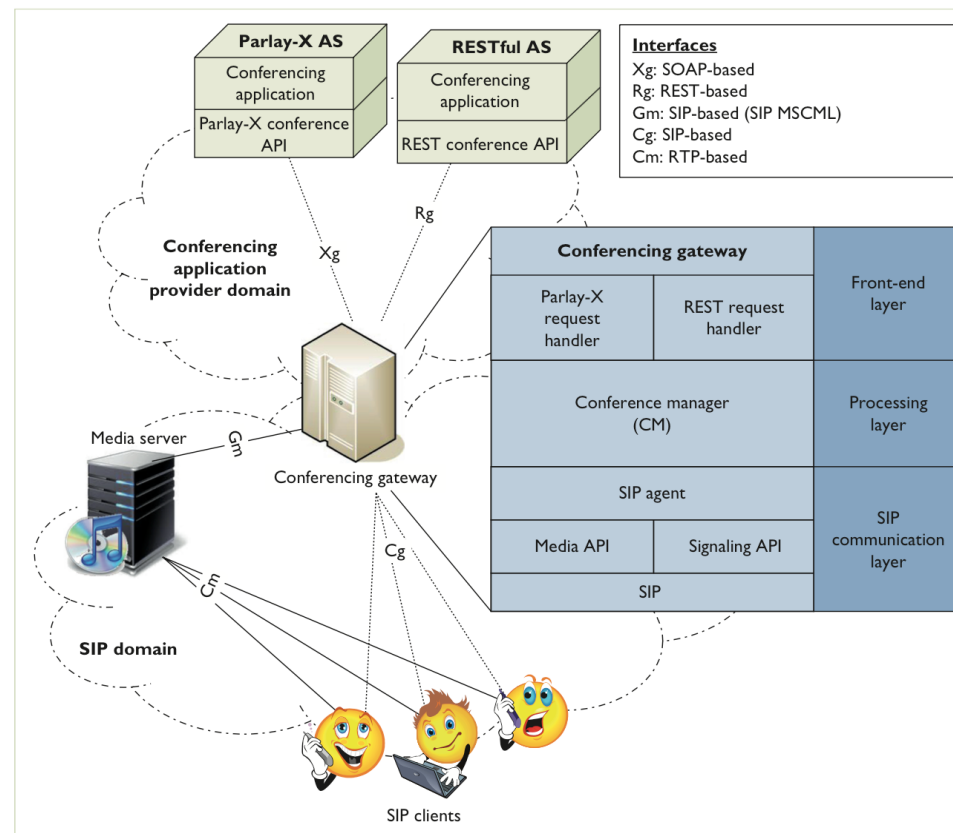 Parlay-X AS
Conferencing
application
Parlay-X conference
API
RESTful AS
Conferencing
application
REST conference API
Interfaces
Xg: SOAP-based
Rg: REST-based
Gm: SIP-based (SIP MSCML)
Cg: SIP-based
Cm: RTP-based
Rg
Xg
Conferencing
application
provider domain
Conferencing gateway
Parlay-X
request
handler
REST request
handler
Front-end
layer
Conference manager
(CM)
Processing
layer
SIP agent
Media API
Signaling API
SIP
SIP
communication
layer
Media server
Gm
Conferencing gateway
Cg
Cm
SIP domain
SIP clients